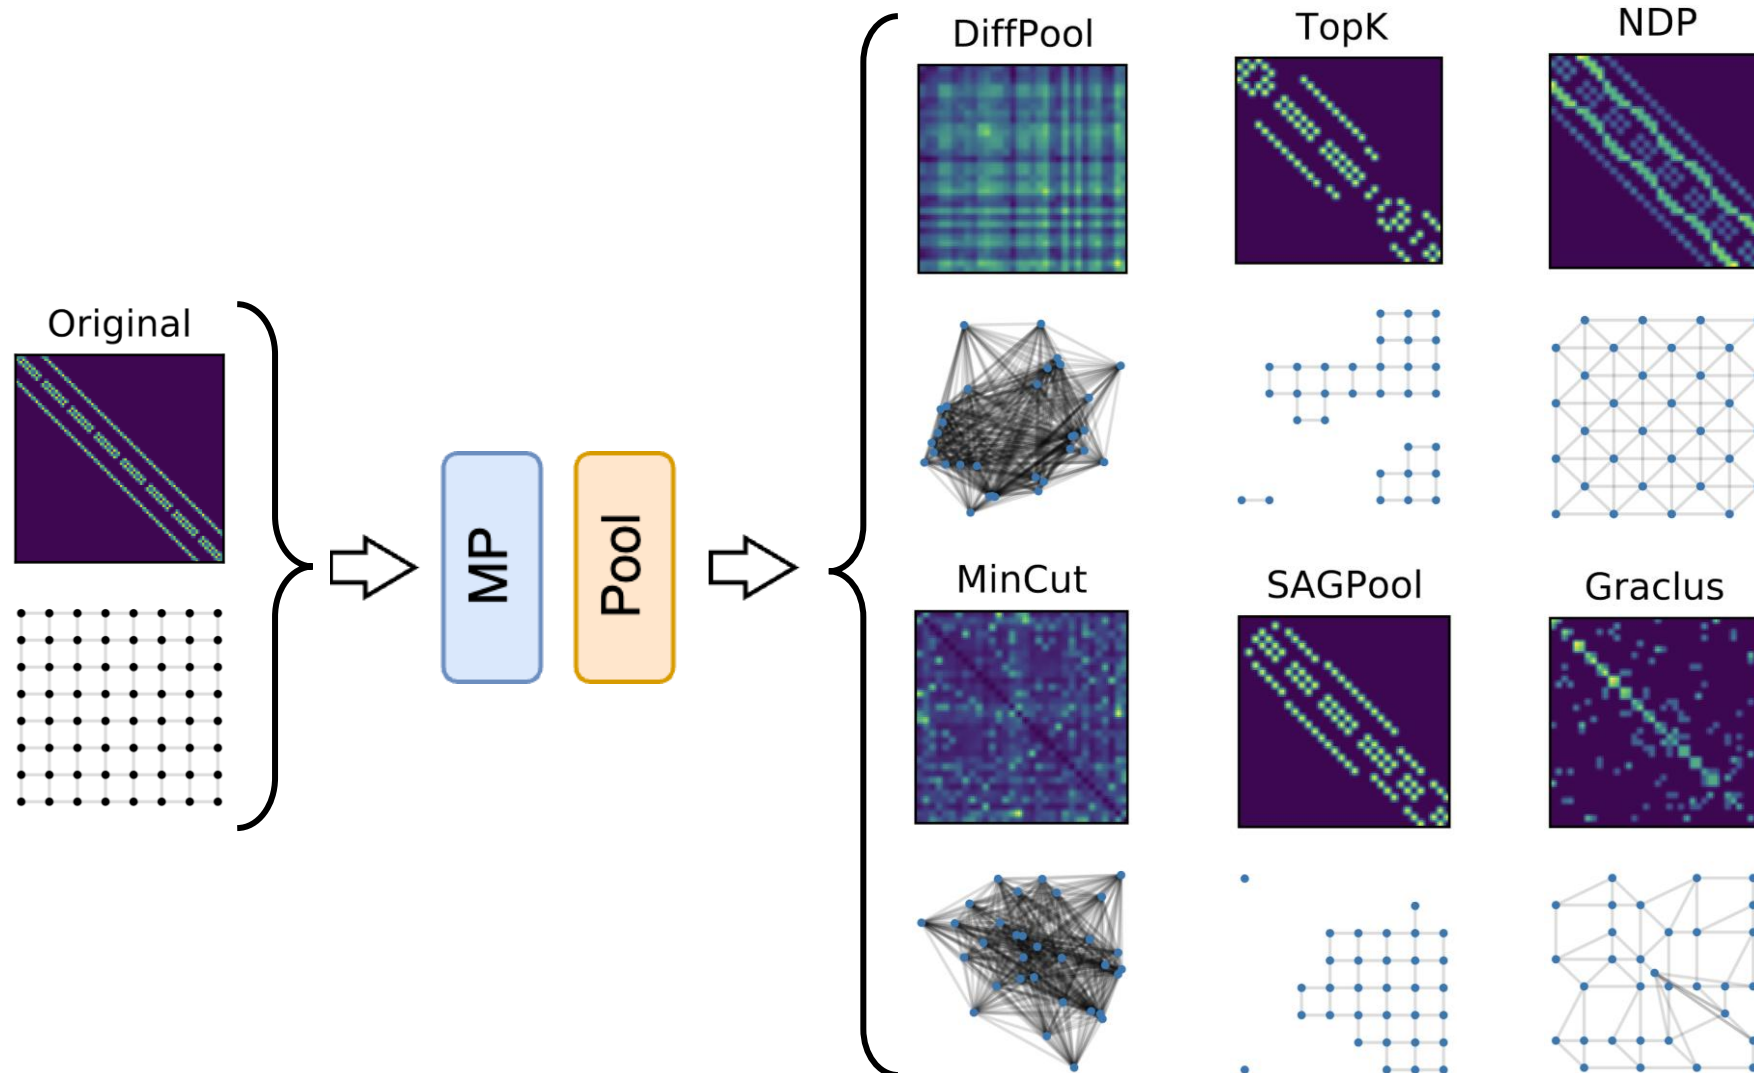 Original
MP
Pool
DiffPool
TopK
NDP
MinCut
SAGPool
Graclus